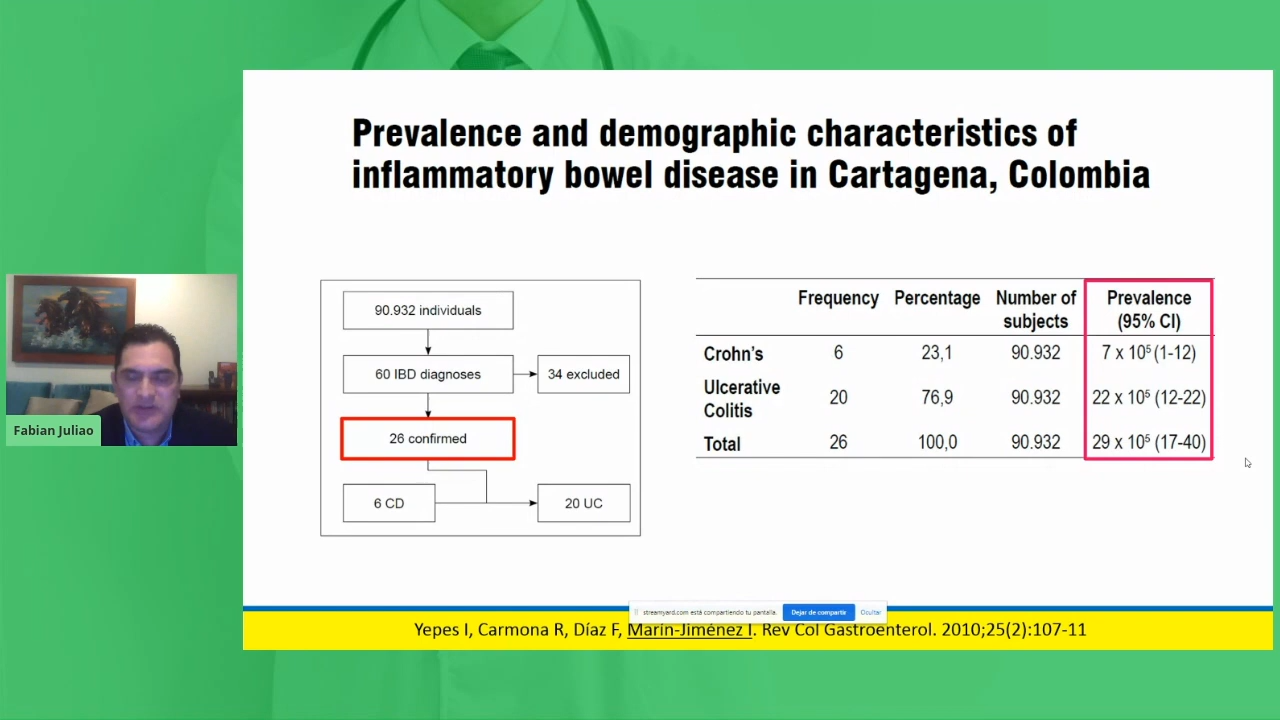 Prevalence and demographic characteristics of
inflammatory bowel disease in Cartagena, Colombia
90.932 individuals
60 IBD diagnoses
34 excluded
26 confirmed
6 CD
20 UC
Frequency Percentage Number of subjects Prevalence (95% CI)
Crohn's 6 23,1 90.932 7 x 10⁵ (1-12)
Ulcerative Colitis 20 76,9 90.932 22 x 10⁵ (12-22)
Total 26 100,0 90.932 29 x 10⁵ (17-40)
Fabian Juliao
streamyard.com está compartiendo tu pantalla. Dejar de compartir Ocultar
Yepes I, Carmona R, Díaz F, Marin-Jiménez I. Rev Col Gastroenterol. 2010;25(2):107-11